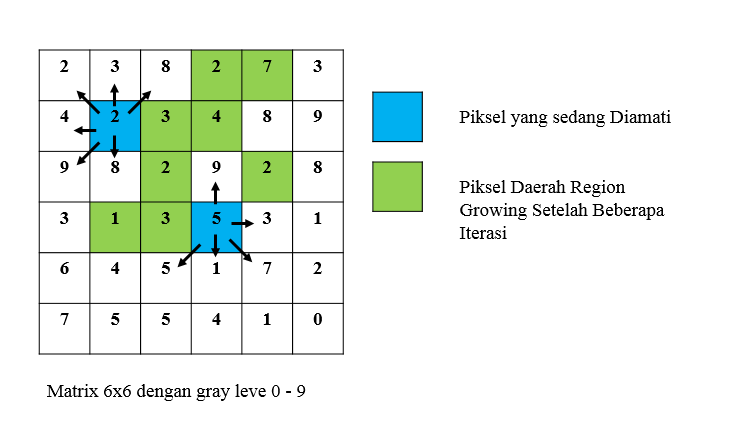 2 3 8 2 7 3
4 2 3 4 8 9
9 8 2 9 2 8
3 1 3 5 3 1
6 4 5 1 7 2
7 5 5 4 1 0
Piksel yang sedang Diamati
Piksel Daerah Region
Growing Setelah Beberapa
Iterasi
Matrix 6x6 dengan gray leve 0 - 9